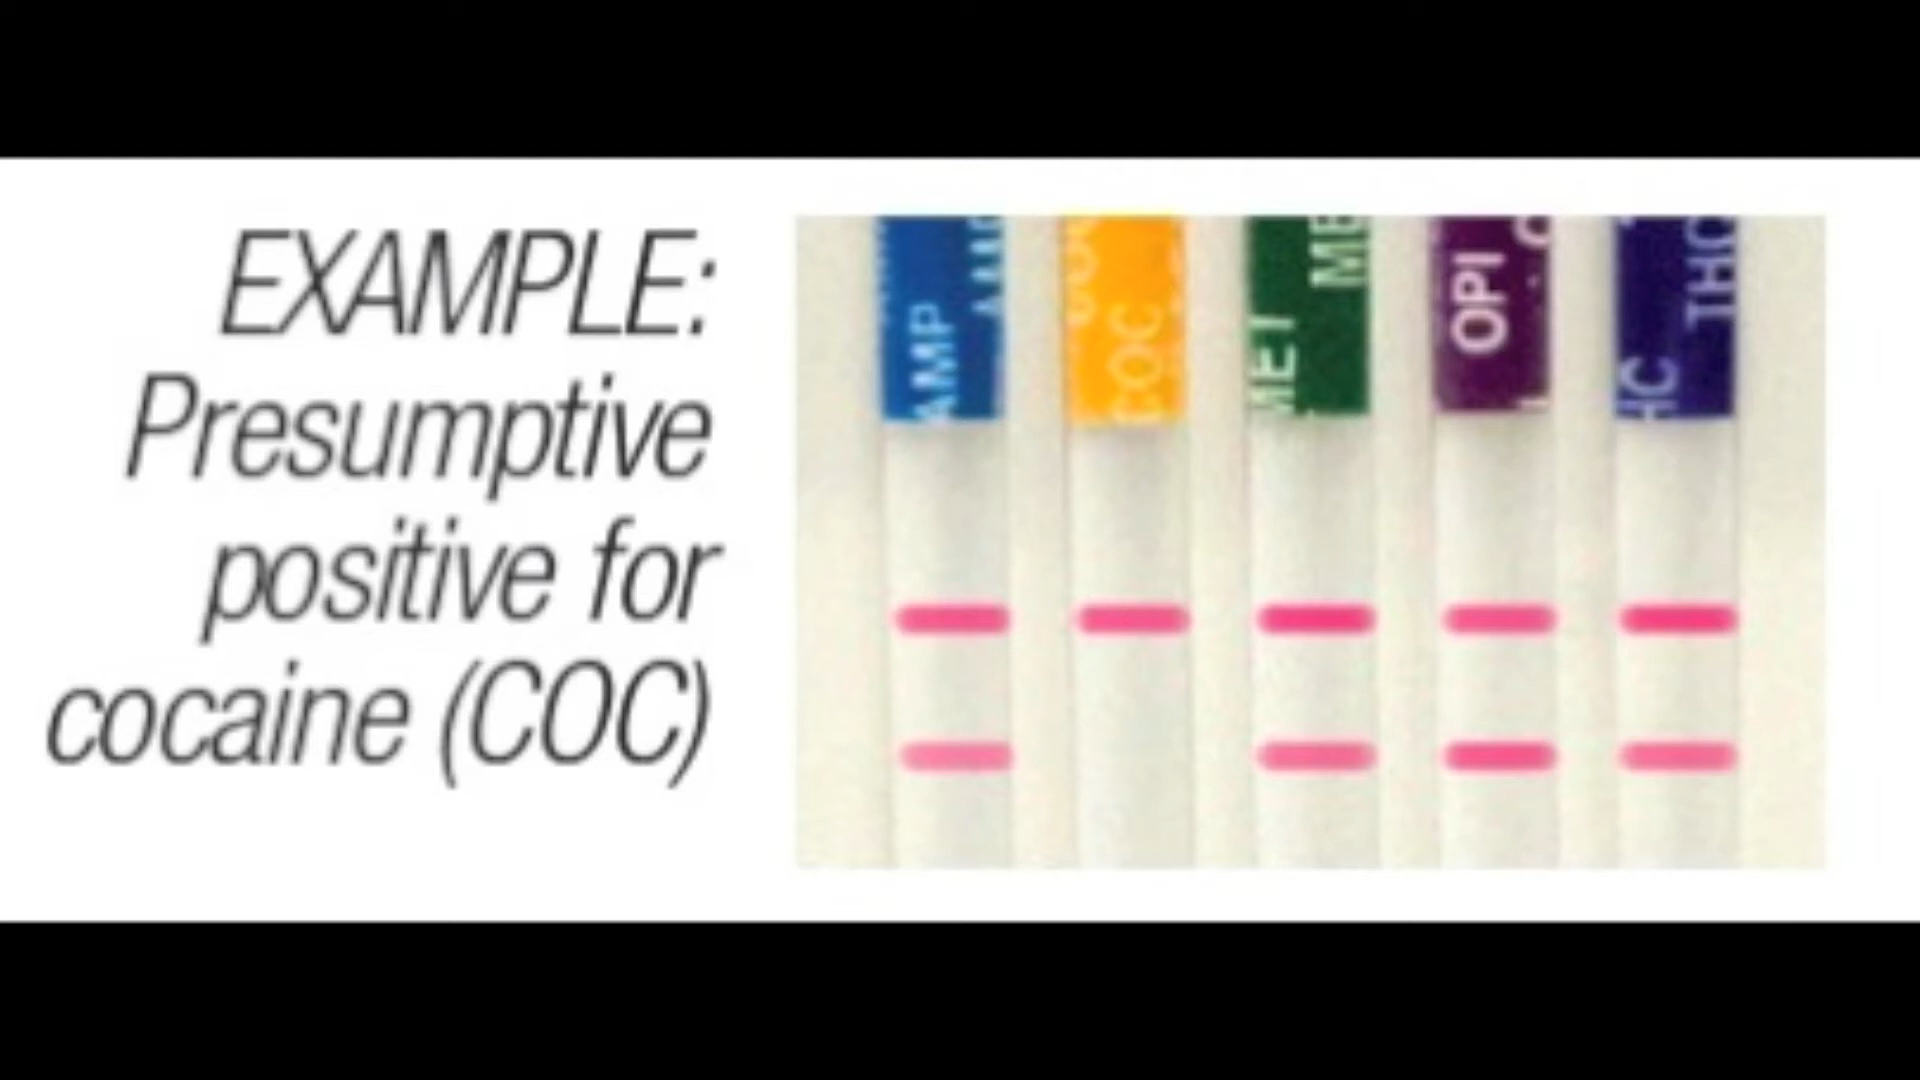 EXAMPLE:
Presumptive
positive for
cocaine (COC)
AMP
COC
MET
OPI
THC